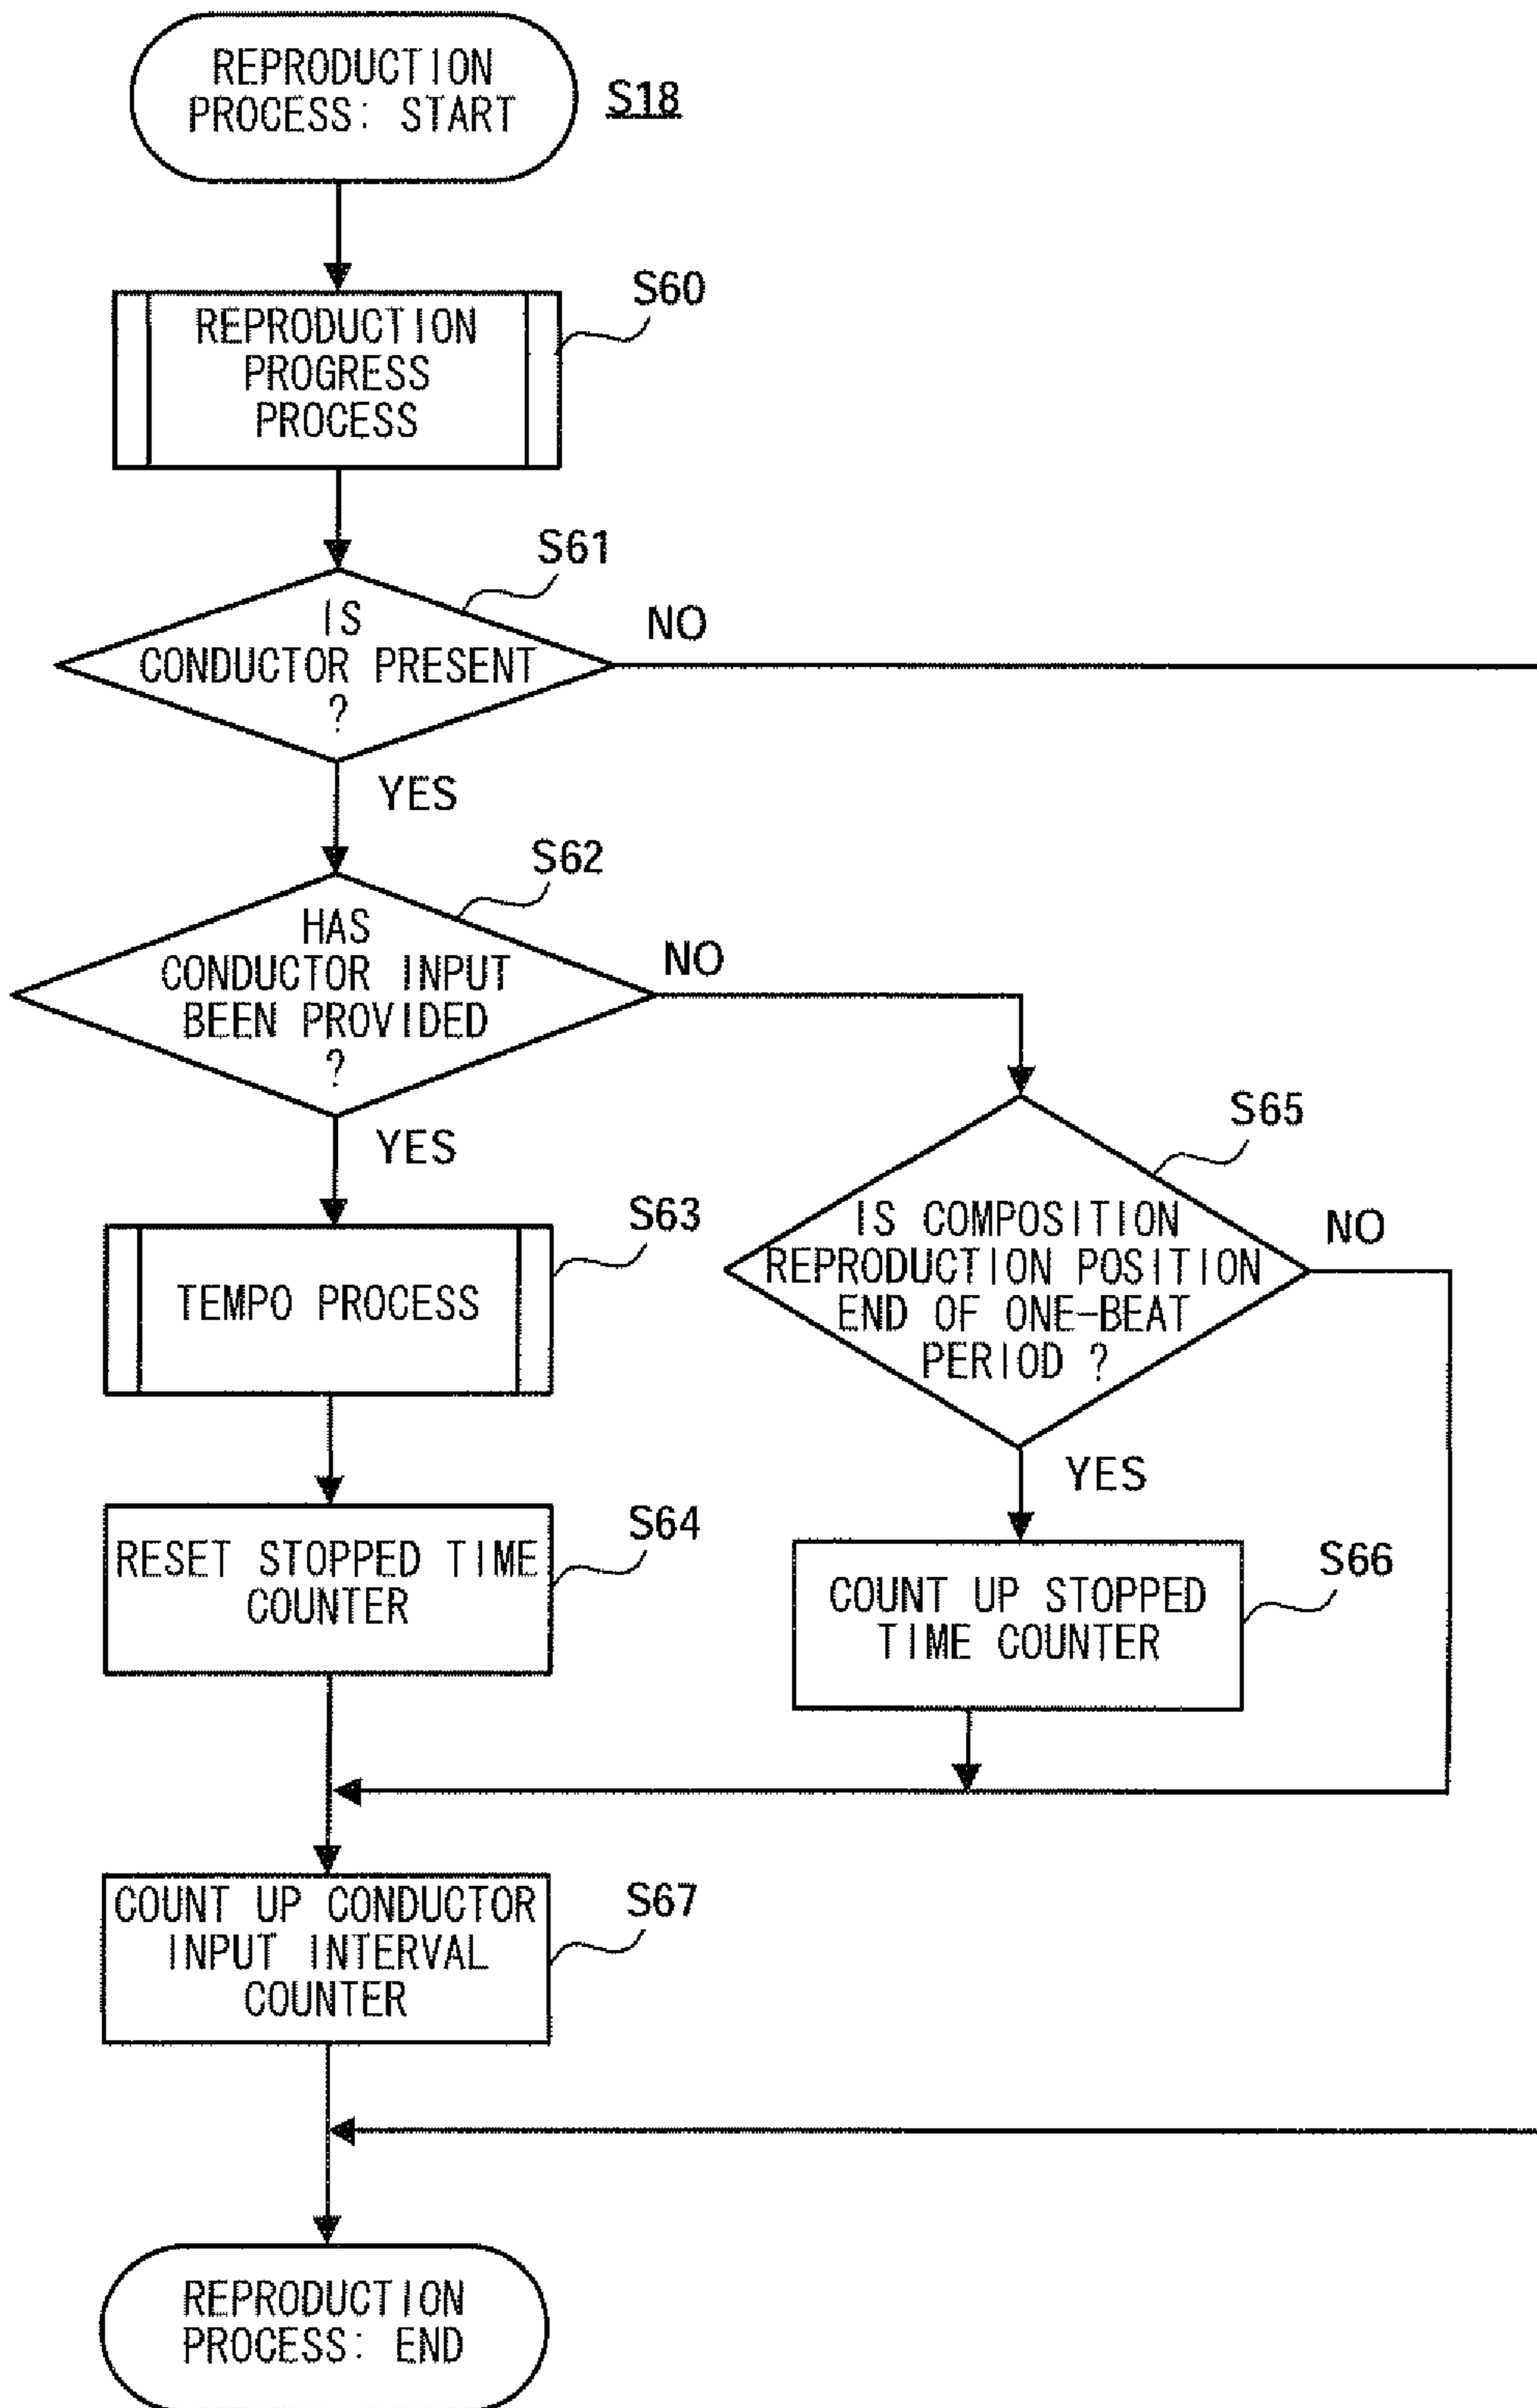 REPRODUCTION
PROCESS: START
S18
S60
REPRODUCTION
PROGRESS
PROCESS
S61
IS
CONDUCTOR PRESENT
?
NO
YES
S62
HAS
CONDUCTOR INPUT
BEEN PROVIDED
?
NO
YES
S65
IS COMPOSITION
REPRODUCTION POSITION
END OF ONE-BEAT
PERIOD ?
NO
YES
S63
TEMPO PROCESS
S64
RESET STOPPED TIME
COUNTER
S66
COUNT UP STOPPED
TIME COUNTER
S67
COUNT UP CONDUCTOR
INPUT INTERVAL
COUNTER
REPRODUCTION
PROCESS: END